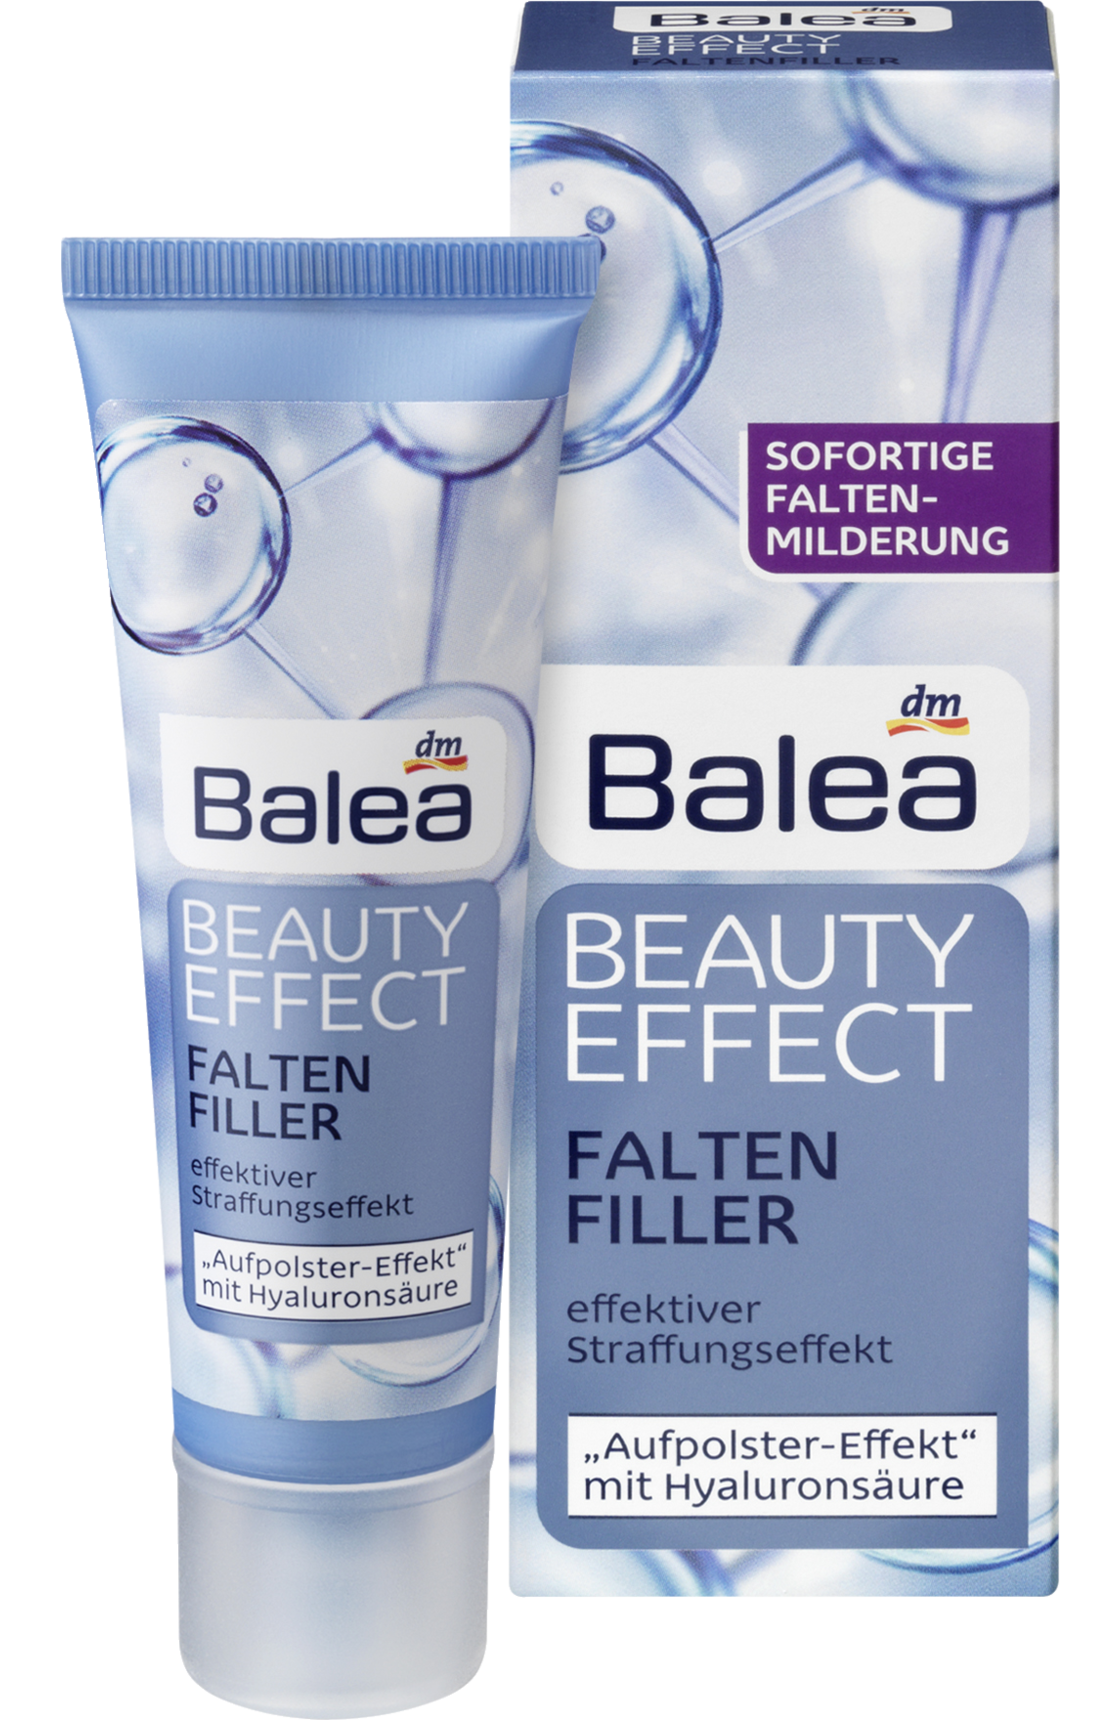 dm
Balea
BEAUTY
EFFECT
FALTENFILLER
SOFORTIGE
FALTEN-
MILDERUNG
dm
Balea
BEAUTY
EFFECT
FALTEN
FILLER
effektiver
Straffungseffekt
„Aufpolster-Effekt“
mit Hyaluronsäure
dm
Balea
BEAUTY
EFFECT
FALTEN
FILLER
effektiver
Straffungseffekt
„Aufpolster-Effekt“
mit Hyaluronsäure